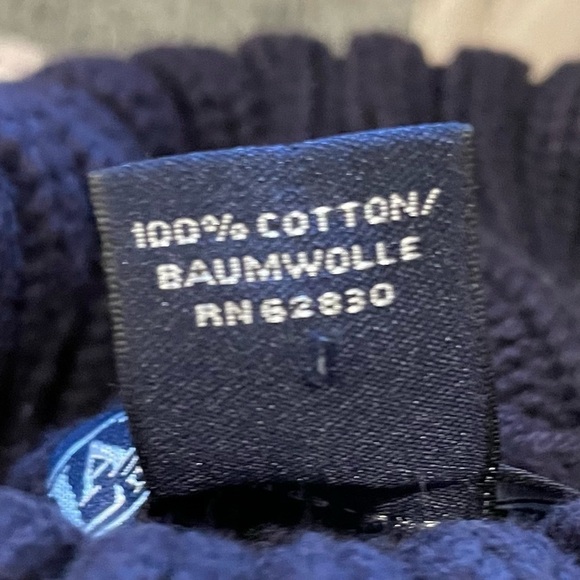 100% COTTON/
BAUMWOLLE
RN 62830
J